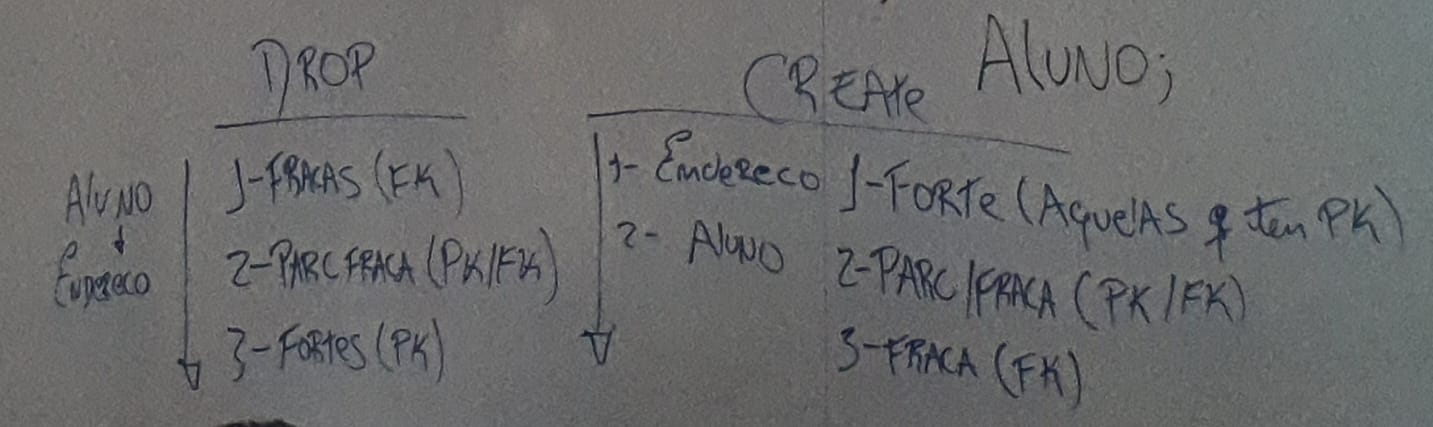 DROP
Aluno
Endereco
1-FRACAS (FK)
2-PARC FRACA (PK/FK)
3-Fortes (PK)
CREAte Aluno;
1- Endereco
2- Aluno
1-Forte (Aquelas q tem PK)
2-PARC/FRACA (PK/FK)
3-FRACA (FK)